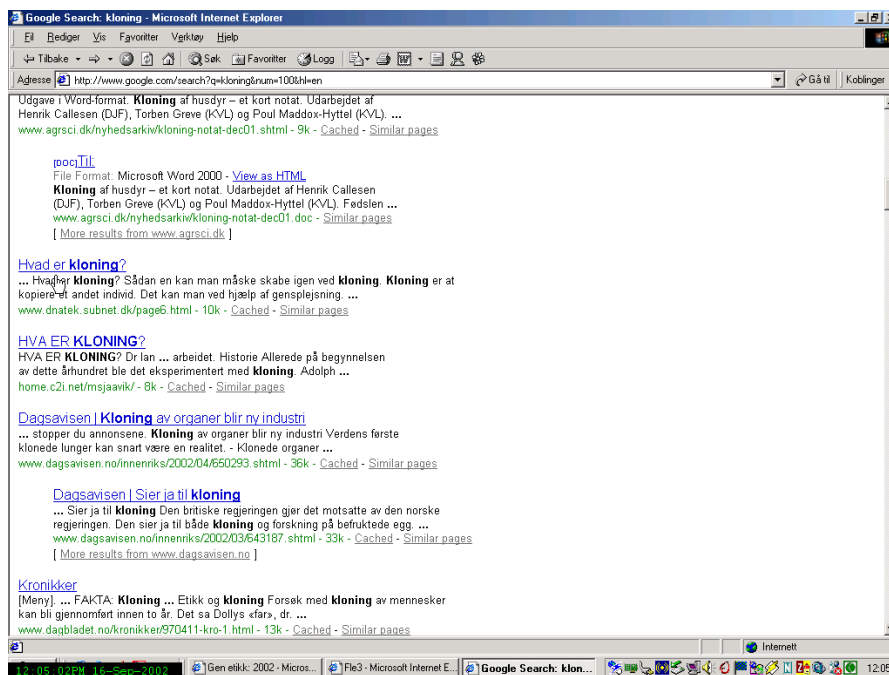 Google Search: kloning - Microsoft Internet Explorer
Fil Rediger Vis Favoritter Verktøy Hjelp
Tilbake Søk Favoritter Logg
Adresse http://www.google.com/search?q=kloning&num=100&hl=en Gå til Koblinger
Udgave i Word-format. Kloning af husdyr – et kort notat. Udarbejdet af
Henrik Callesen (DJF), Torben Greve (KVL) og Poul Maddox-Hyttel (KVL). ...
www.agrsci.dk/nyhedsarkiv/kloning-notat-dec01.shtml - 9k - Cached - Similar pages
[DOC]Til:
File Format: Microsoft Word 2000 - View as HTML
Kloning af husdyr – et kort notat. Udarbejdet af Henrik Callesen
(DJF), Torben Greve (KVL) og Poul Maddox-Hyttel (KVL). Fødslen ...
www.agrsci.dk/nyhedsarkiv/kloning-notat-dec01.doc - Similar pages
[ More results from www.agrsci.dk ]
Hvad er kloning?
... Hvad er kloning? Sådan en kan man måske skabe igen ved kloning. Kloning er at
kopiere et andet individ. Det kan man ved hjælp af gensplejsning. ...
www.dnatek.subnet.dk/page6.html - 10k - Cached - Similar pages
HVA ER KLONING?
HVA ER KLONING? Dr Ian ... arbeidet. Historie Allerede på begynnelsen
av dette århundret ble det eksperimentert med kloning. Adolph ...
home.c2i.net/msjaavik/ - 8k - Cached - Similar pages
Dagsavisen | Kloning av organer blir ny industri
... stopper du annonsene. Kloning av organer blir ny industri Verdens første
klonede lunger kan snart være en realitet. - Klonede organer ...
www.dagsavisen.no/innenriks/2002/04/650293.shtml - 36k - Cached - Similar pages
Dagsavisen | Sier ja til kloning
... Sier ja til kloning Den britiske regjeringen gjør det motsatte av den norske
regjeringen. Den sier ja til både kloning og forskning på befruktede egg. ...
www.dagsavisen.no/innenriks/2002/03/643187.shtml - 33k - Cached - Similar pages
[ More results from www.dagsavisen.no ]
Kronikker
[Meny]. ... FAKTA: Kloning ... Etikk og kloning Forsøk med kloning av mennesker
kan bli gjennomført innen to år. Det sa Dollys «far», dr. ...
www.dagbladet.no/kronikker/970411-kro-1.html - 13k - Cached - Similar pages
Internett
12:05:02PM 16-Sep-2002 Gen etikk: 2002 - Micros... Fle3 - Microsoft Internet E... Google Search: klon... 12:05